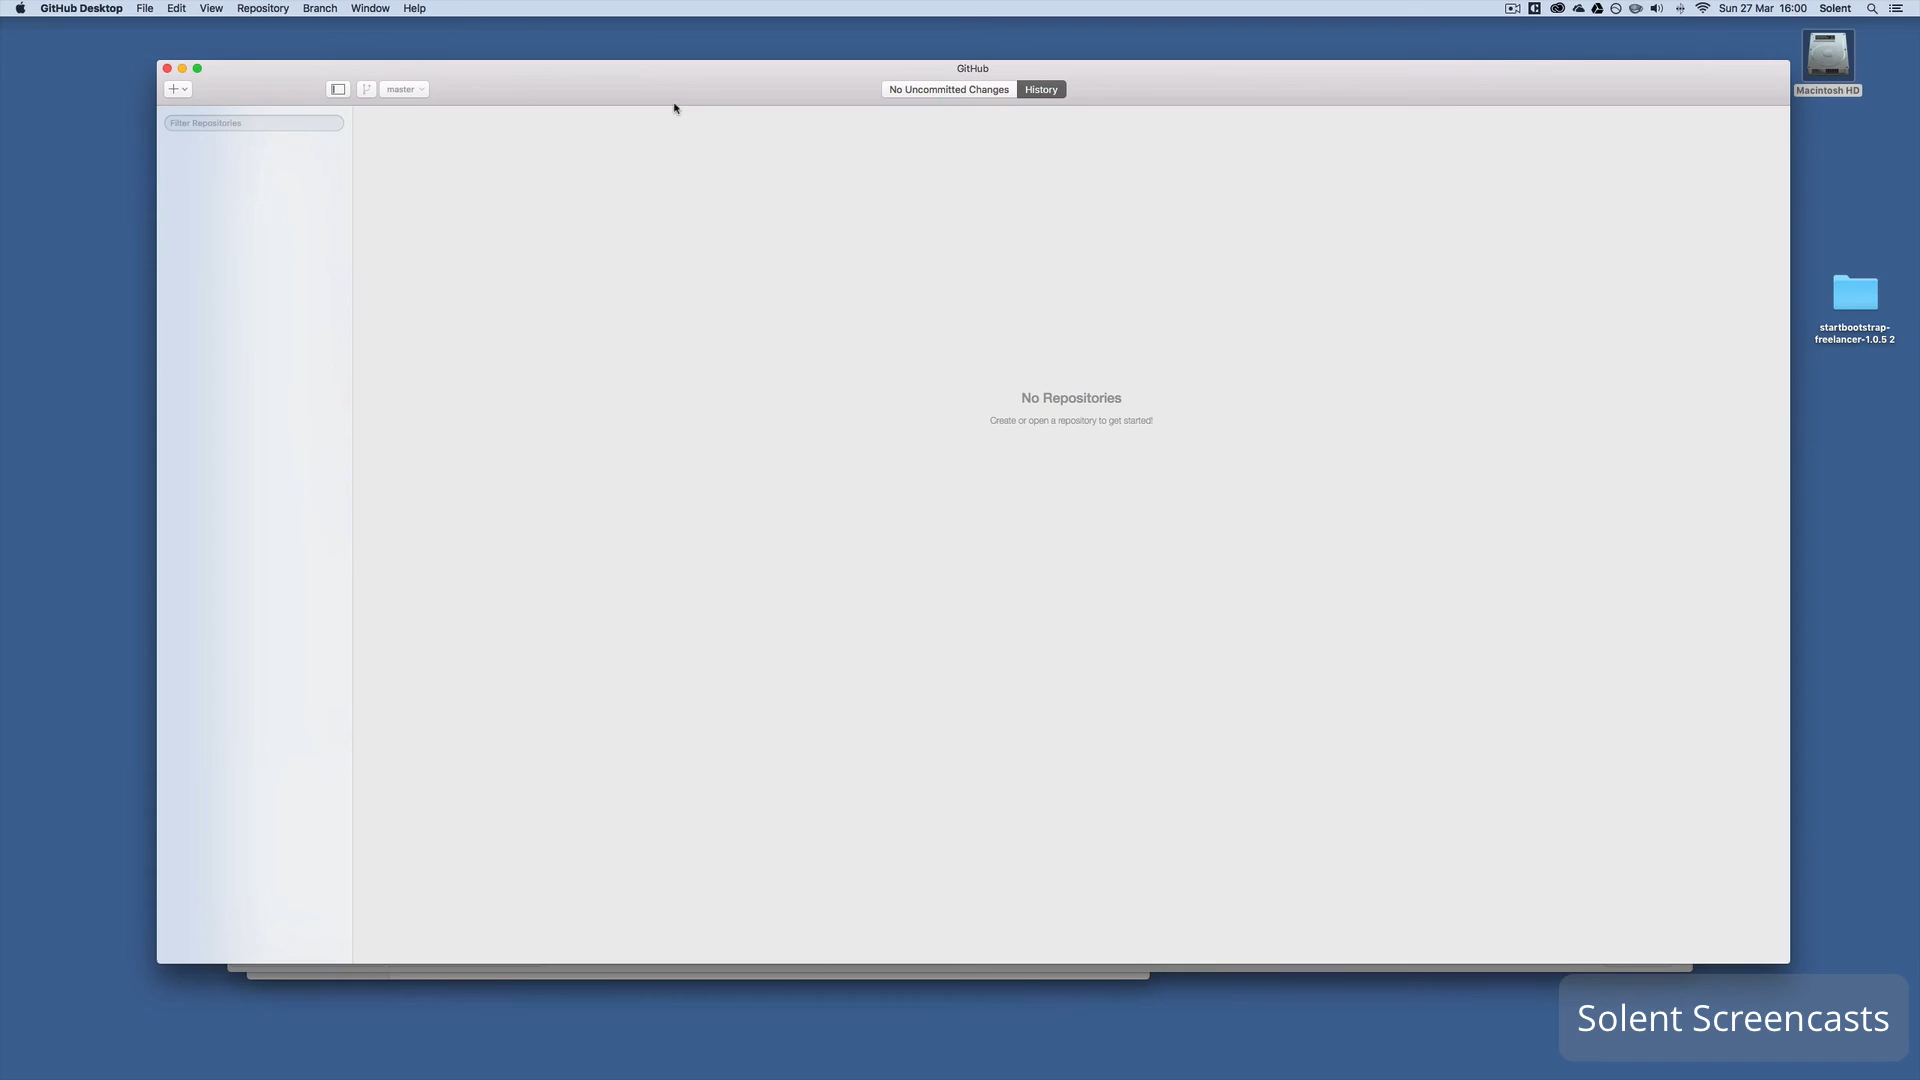 GitHub Desktop File Edit View Repository Branch Window Help
Sun 27 Mar 16:00 Solent
GitHub
master
No Uncommitted Changes History
Macintosh HD
Filter Repositories
startbootstrap-
freelancer-1.0.5 2
No Repositories
Create or open a repository to get started!
Solent Screencasts